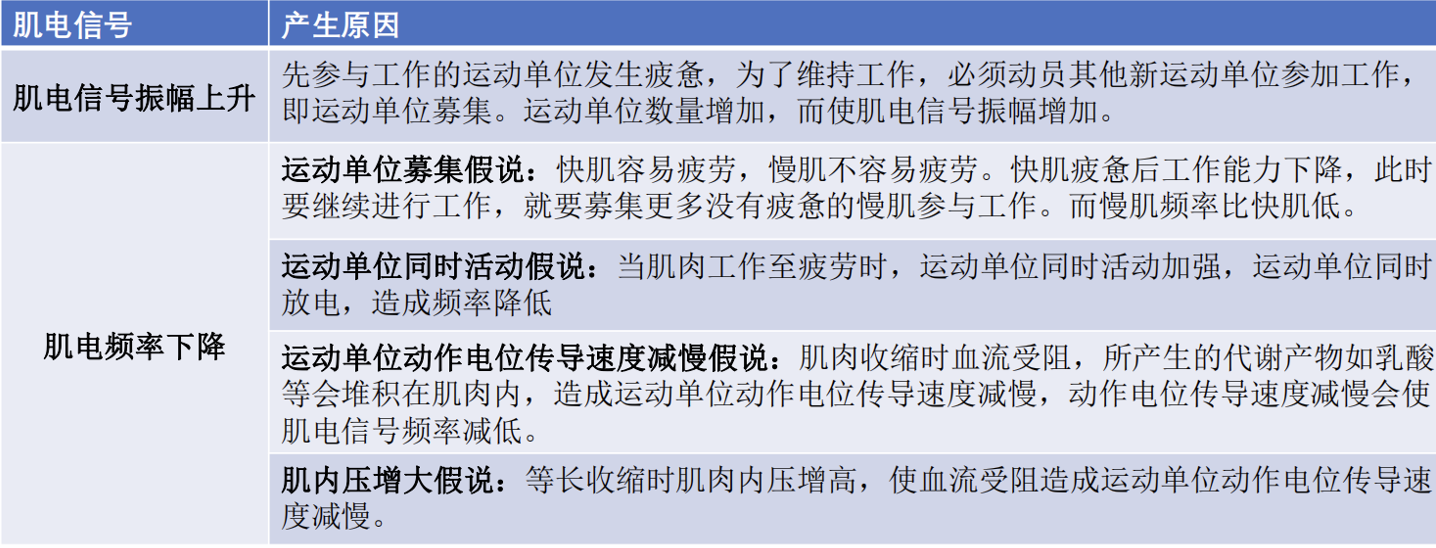 肌电信号
产生原因
肌电信号振幅上升
先参与工作的运动单位发生疲惫，为了维持工作，必须动员其他新运动单位参加工作，
即运动单位募集。运动单位数量增加，而使肌电信号振幅增加。
肌电频率下降
运动单位募集假说：快肌容易疲劳，慢肌不容易疲劳。快肌疲惫后工作能力下降，此时
要继续进行工作，就要募集更多没有疲惫的慢肌参与工作。而慢肌频率比快肌低。
运动单位同时活动假说：当肌肉工作至疲劳时，运动单位同时活动加强，运动单位同时
放电，造成频率降低
运动单位动作电位传导速度减慢假说：肌肉收缩时血流受阻，所产生的代谢产物如乳酸
等会堆积在肌肉内，造成运动单位动作电位传导速度减慢，动作电位传导速度减慢会使
肌电信号频率减低。
肌内压增大假说：等长收缩时肌肉内压增高，使血流受阻造成运动单位动作电位传导速
度减慢。